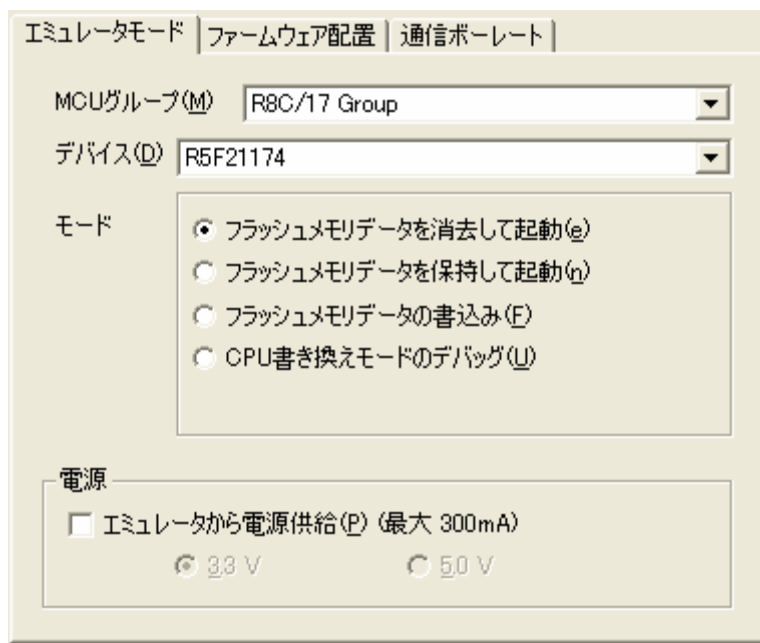 エミュレータモード ファームウェア配置 通信ボーレート
MCUグループ(M) R8C/17 Group
デバイス(D) R5F21174
モード
フラッシュメモリデータを消去して起動(e)
フラッシュメモリデータを保持して起動(n)
フラッシュメモリデータの書込み(F)
CPU書き換えモードのデバッグ(U)
電源
エミュレータから電源供給(P) (最大 300mA)
3.3 V 5.0 V